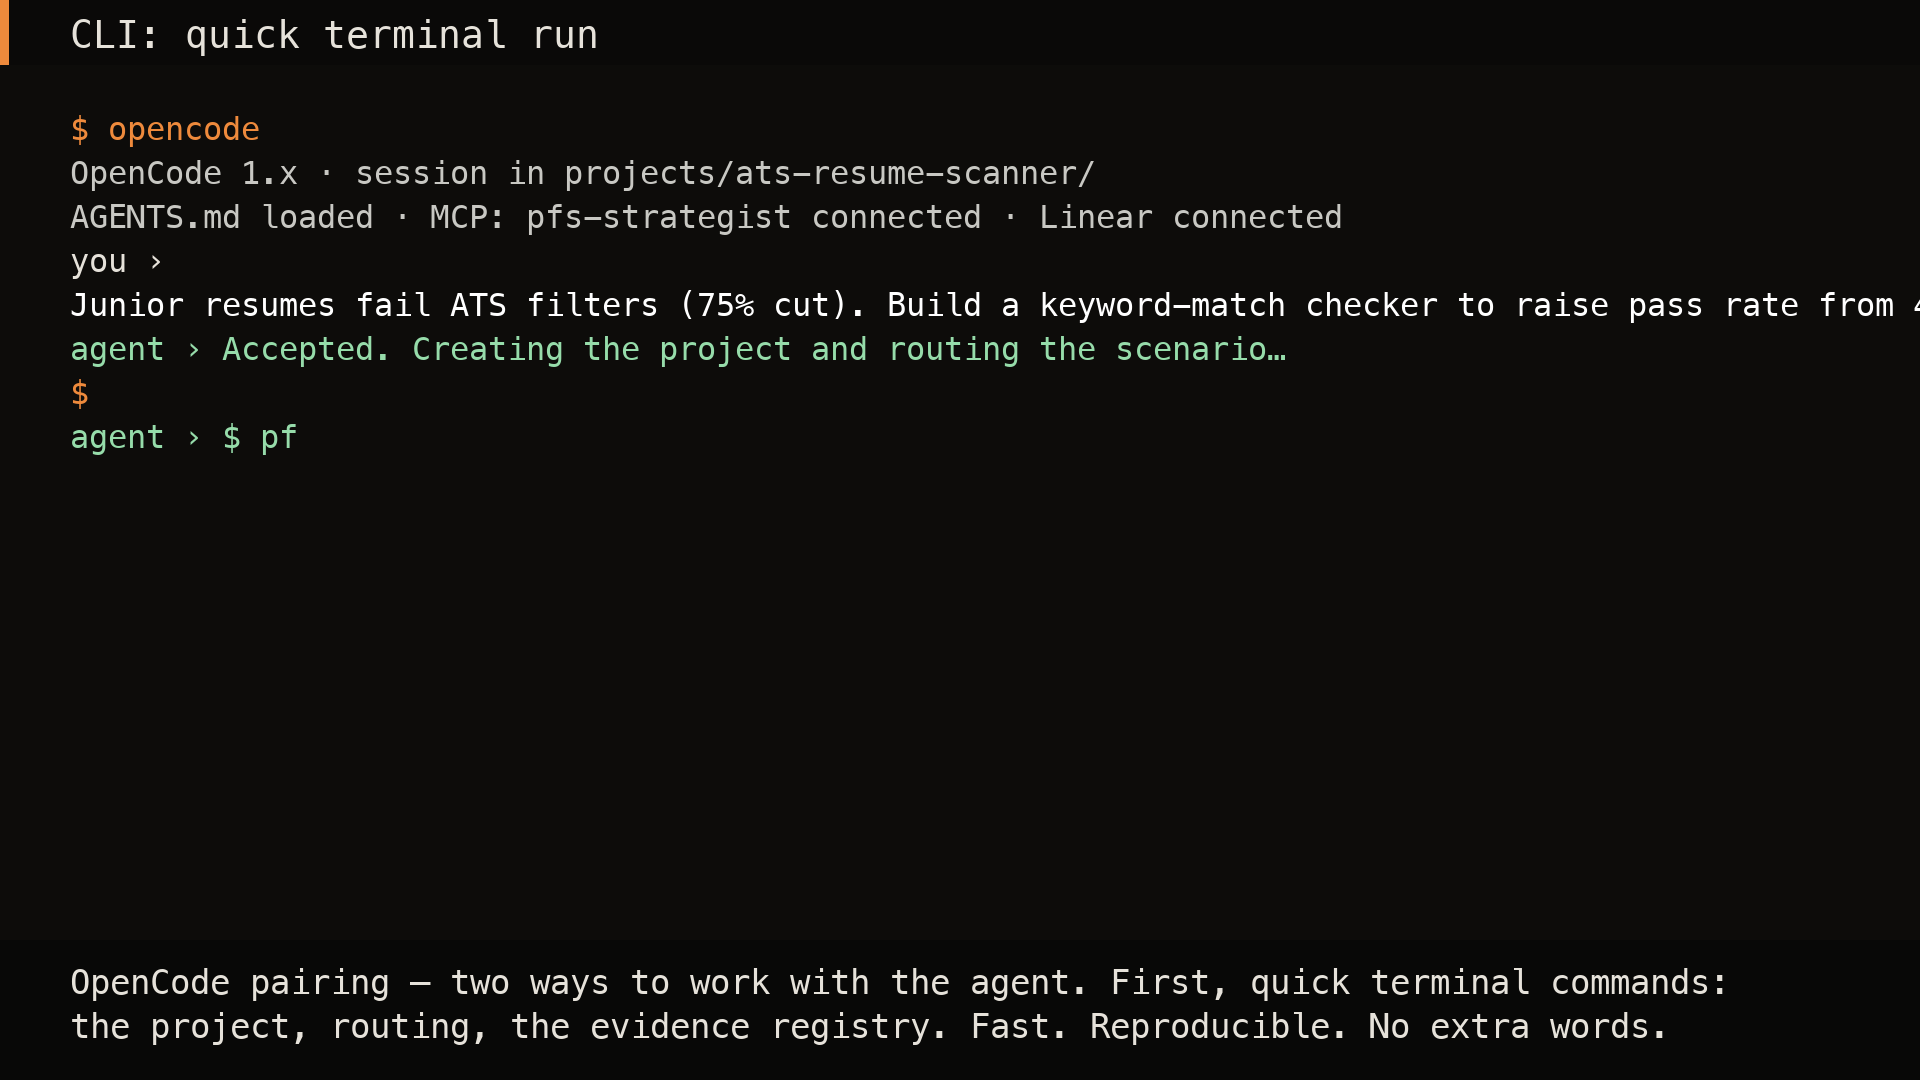 CLI: quick terminal run
$ opencode
OpenCode 1.x · session in projects/ats-resume-scanner/
AGENTS.md loaded · MCP: pfs-strategist connected · Linear connected
you ›
Junior resumes fail ATS filters (75% cut). Build a keyword-match checker to raise pass rate from
agent › Accepted. Creating the project and routing the scenario…
$
agent › $ pf
OpenCode pairing — two ways to work with the agent. First, quick terminal commands:
the project, routing, the evidence registry. Fast. Reproducible. No extra words.